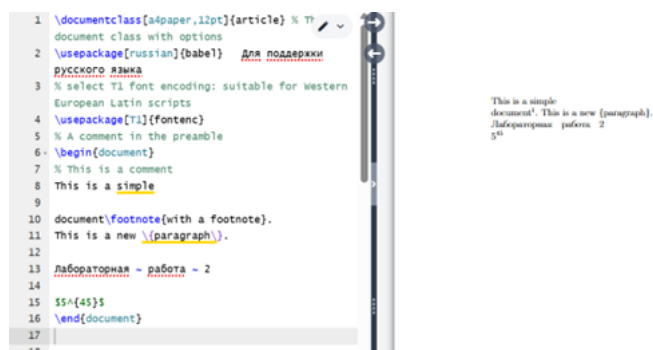 1 \documentclass[a4paper,12pt]{article} % Th
document class with options
2 \usepackage[russian]{babel} Для поддержки
русского языка
3 % select T1 font encoding: suitable for Western
European Latin scripts
4 \usepackage[T1]{fontenc}
5 % A comment in the preamble
6 \begin{document}
7 % This is a comment
8 This is a simple
9
10 document\footnote{with a footnote}.
11 This is a new \{paragraph\}.
12
13 Лабораторная ~ работа ~ 2
14
15 $5^{45}$
16 \end{document}
17
This is a simple
document¹. This is a new {paragraph}.
Лабораторная работа 2
5⁴⁵